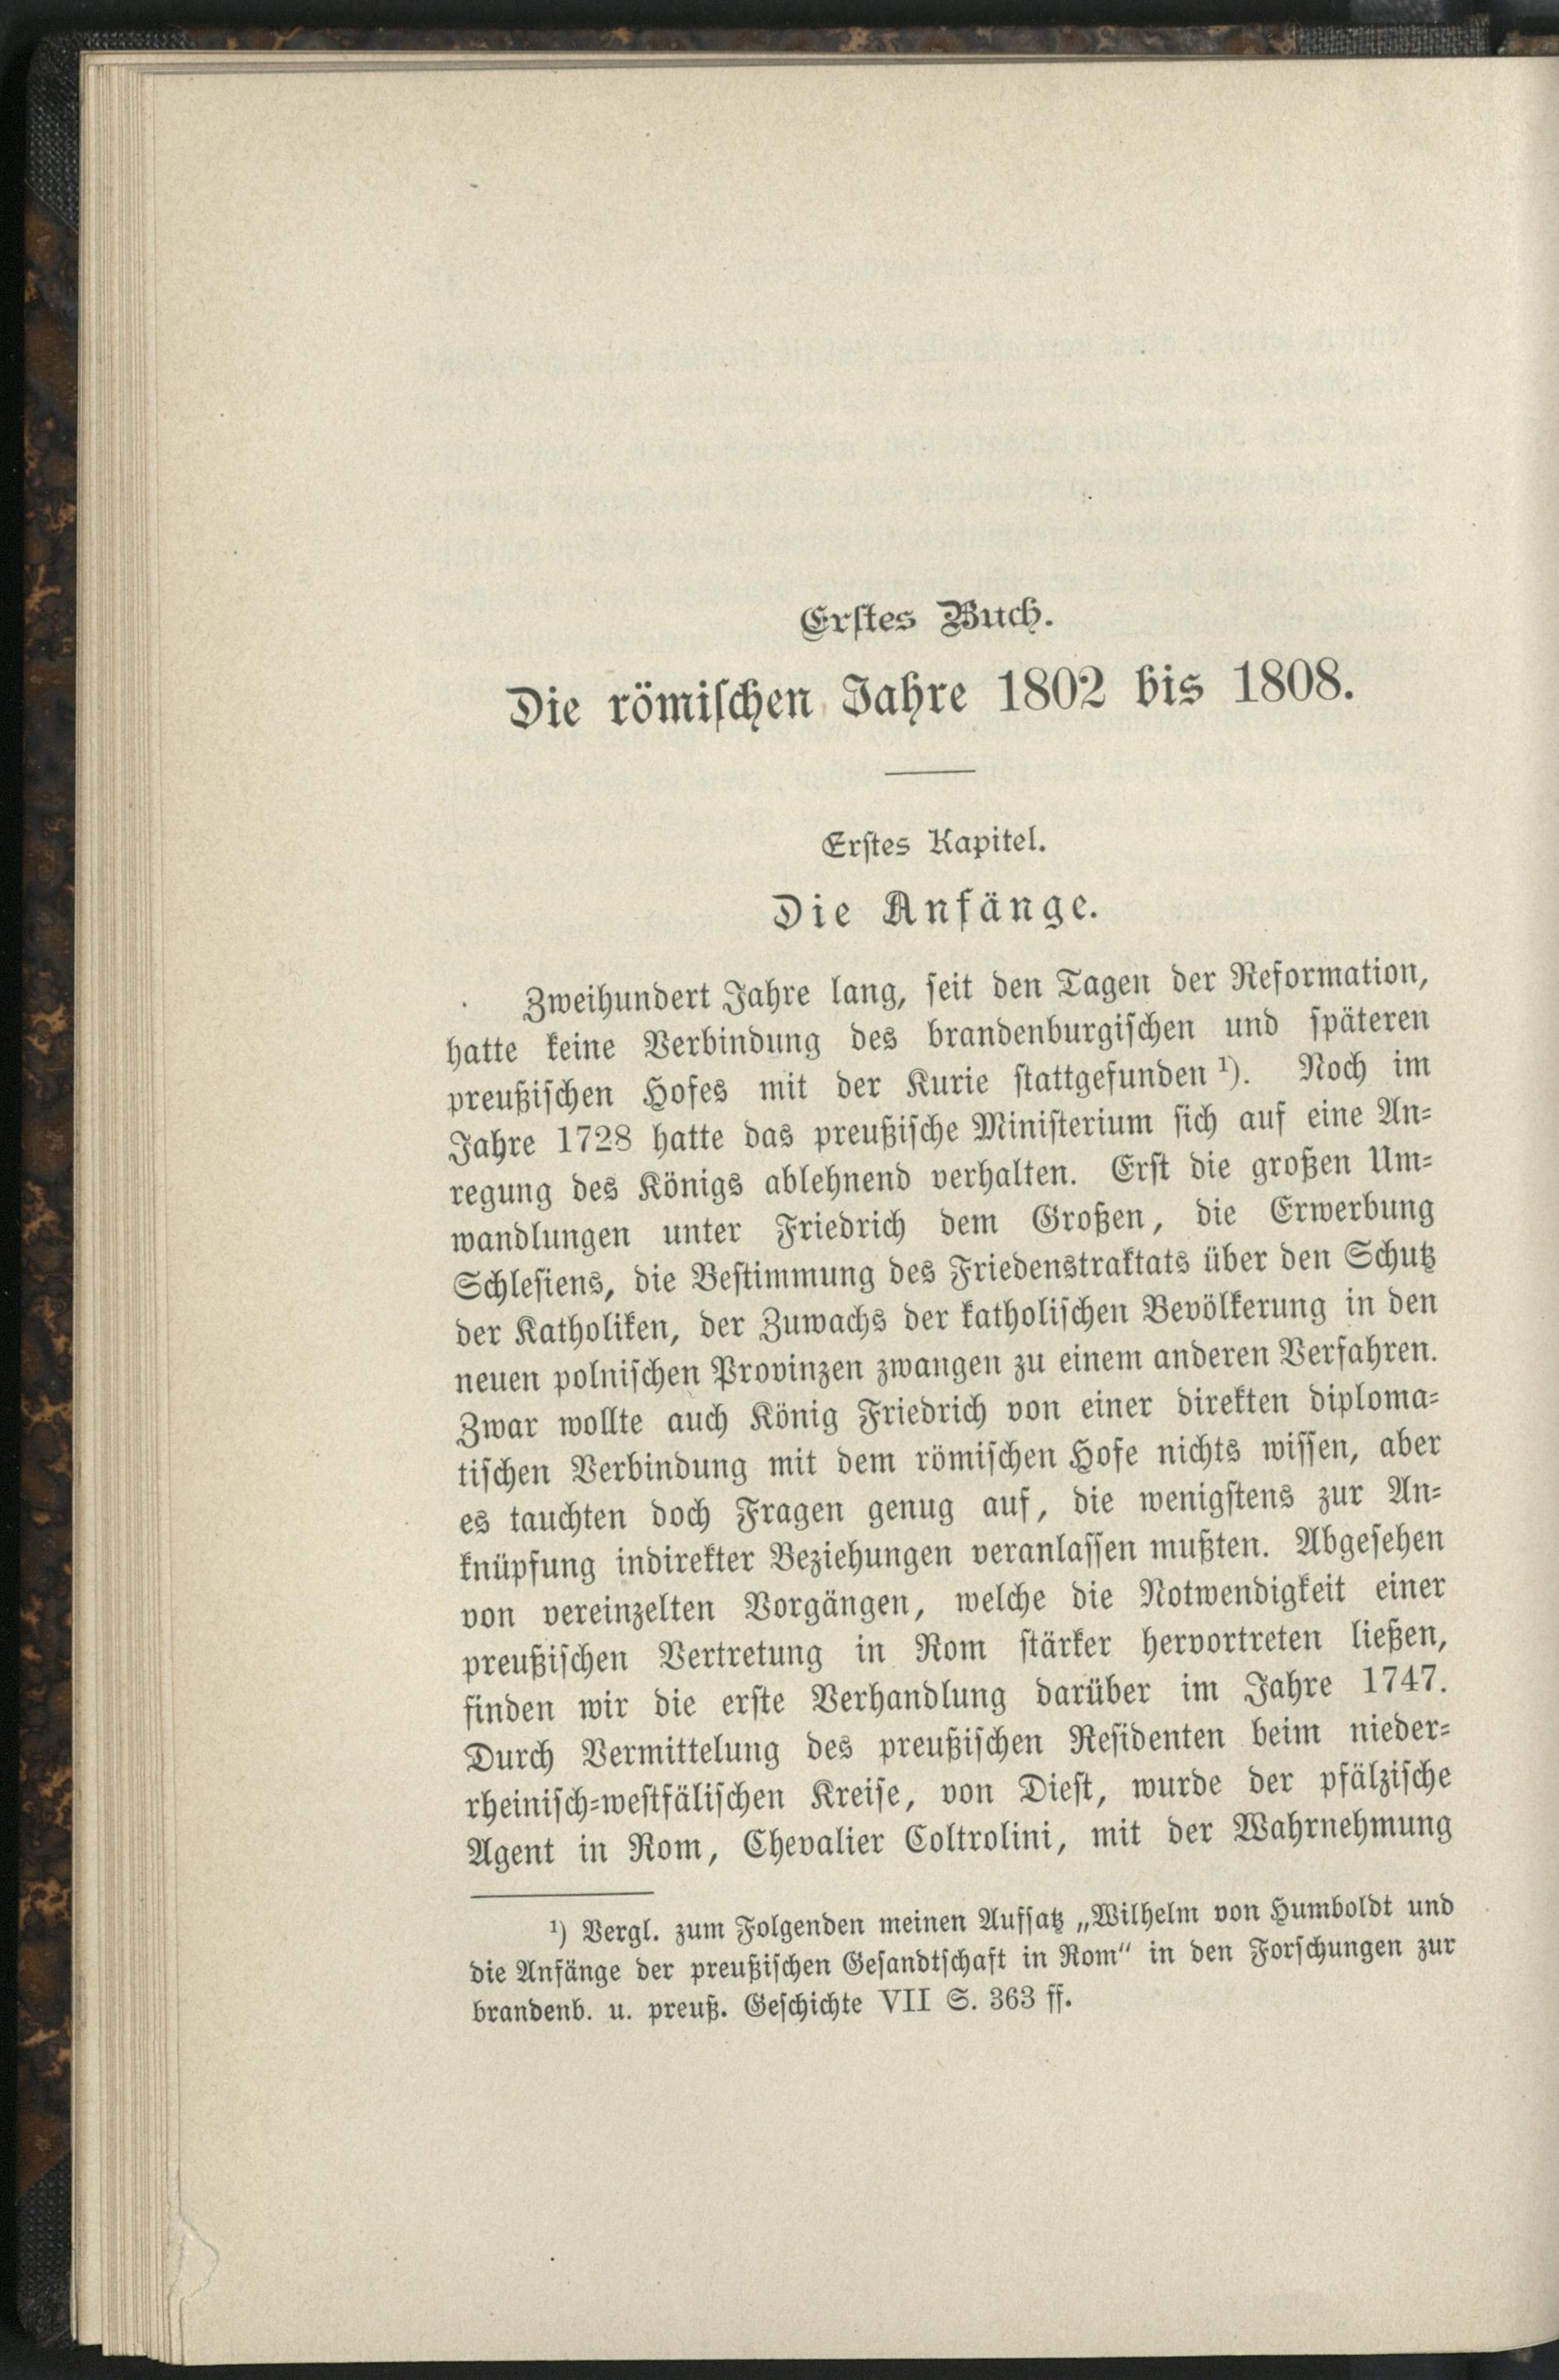 Erstes Buch.
Die römischen Jahre 1802 bis 1808.
Erstes Kapitel.
Die Anfänge.
Zweihundert Jahre lang, seit den Tagen der Reformation,
hatte keine Verbindung des brandenburgischen und späteren
preußischen Hofes mit der Kurie stattgefunden ¹). Noch im
Jahre 1728 hatte das preußische Ministerium sich auf eine An-
regung des Königs ablehnend verhalten. Erst die großen Um-
wandlungen unter Friedrich dem Großen, die Erwerbung
Schlesiens, die Bestimmung des Friedenstraktats über den Schutz
der Katholiken, der Zuwachs der katholischen Bevölkerung in den
neuen polnischen Provinzen zwangen zu einem anderen Verfahren.
Zwar wollte auch König Friedrich von einer direkten diploma-
tischen Verbindung mit dem römischen Hofe nichts wissen, aber
es tauchten doch Fragen genug auf, die wenigstens zur An-
knüpfung indirekter Beziehungen veranlassen mußten. Abgesehen
von vereinzelten Vorgängen, welche die Notwendigkeit einer
preußischen Vertretung in Rom stärker hervortreten ließen,
finden wir die erste Verhandlung darüber im Jahre 1747.
Durch Vermittelung des preußischen Residenten beim nieder-
rheinisch-westfälischen Kreise, von Diest, wurde der pfälzische
Agent in Rom, Chevalier Coltrolini, mit der Wahrnehmung
¹) Vergl. zum Folgenden meinen Aufsatz „Wilhelm von Humboldt und
die Anfänge der preußischen Gesandtschaft in Rom“ in den Forschungen zur
brandenb. u. preuß. Geschichte VII S. 363 ff.